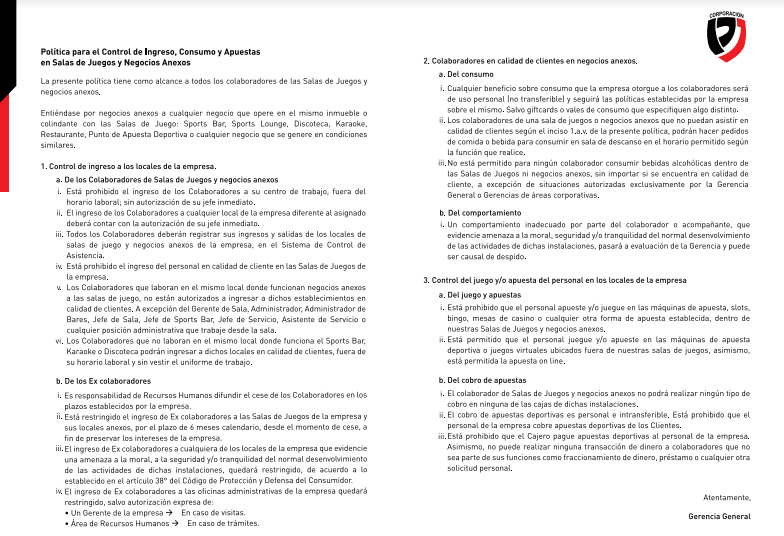 CORPORACIÓN
Política para el Control de Ingreso, Consumo y Apuestas
en Salas de Juegos y Negocios Anexos
La presente política tiene como alcance a todos los colaboradores de las Salas de Juegos y
negocios anexos.
Entiéndase por negocios anexos a cualquier negocio que opere en el mismo inmueble o
colindante con las Salas de Juego: Sports Bar, Sports Lounge, Discoteca, Karaoke,
Restaurante, Punto de Apuesta Deportiva o cualquier negocio que se genere en condiciones
similares.
1. Control de ingreso a los locales de la empresa.
a. De los Colaboradores de Salas de Juegos y negocios anexos
i. Está prohibido el ingreso de los Colaboradores a su centro de trabajo, fuera del
horario laboral; sin autorización de su jefe inmediato.
ii. El ingreso de los Colaboradores a cualquier local de la empresa diferente al asignado
deberá contar con la autorización de su jefe inmediato.
iii. Todos los Colaboradores deberán registrar sus ingresos y salidas de los locales de
salas de juego y negocios anexos de la empresa, en el Sistema de Control de
Asistencia.
iv. Está prohibido el ingreso del personal en calidad de cliente en las Salas de Juegos de
la empresa.
v. Los Colaboradores que laboran en el mismo local donde funcionan negocios anexos
a las salas de juego, no están autorizados a ingresar a dichos establecimientos en
calidad de clientes. A excepción del Gerente de Sala, Administrador, Administrador de
Bares, Jefe de Sala, Jefe de Sports Bar, Jefe de Servicio, Asistente de Servicio o
cualquier posición administrativa que trabaje desde la sala.
vi. Los Colaboradores que no laboran en el mismo local donde funciona el Sports Bar,
Karaoke o Discoteca podrán ingresar a dichos locales en calidad de clientes, fuera de
su horario laboral y sin vestir el uniforme de trabajo.
b. De los Ex colaboradores
i. Es responsabilidad de Recursos Humanos difundir el cese de los Colaboradores en los
plazos establecidos por la empresa.
ii. Está restringido el ingreso de Ex colaboradores a las Salas de Juegos de la empresa y
sus locales anexos, por el plazo de 6 meses calendario, desde el momento de cese, a
fin de preservar los intereses de la empresa.
iii. El ingreso de Ex colaboradores a cualquiera de los locales de la empresa que evidencie
una amenaza a la moral, a la seguridad y/o tranquilidad del normal desenvolvimiento
de las actividades de dichas instalaciones, quedará restringido, de acuerdo a lo
establecido en el artículo 38° del Código de Protección y Defensa del Consumidor.
iv. El ingreso de Ex colaboradores a las oficinas administrativas de la empresa quedará
restringido, salvo autorización expresa de:
• Un Gerente de la empresa → En caso de visitas.
• Área de Recursos Humanos → En caso de trámites.
2. Colaboradores en calidad de clientes en negocios anexos.
a. Del consumo
i. Cualquier beneficio sobre consumo que la empresa otorgue a los colaboradores será
de uso personal (no transferible) y seguirá las políticas establecidas por la empresa
sobre el mismo. Salvo giftcards o vales de consumo que especifiquen algo distinto.
ii. Los colaboradores de una sala de juegos o negocios anexos que no puedan asistir en
calidad de clientes según el inciso 1.a.v. de la presente política, podrán hacer pedidos
de comida o bebida para consumir en sala de descanso en el horario permitido según
la función que realice.
iii. No está permitido para ningún colaborador consumir bebidas alcohólicas dentro de
las Salas de Juegos ni negocios anexos, sin importar si se encuentra en calidad de
cliente, a excepción de situaciones autorizadas exclusivamente por la Gerencia
General o Gerencias de áreas corporativas.
b. Del comportamiento
i. Un comportamiento inadecuado por parte del colaborador o acompañante, que
evidencie amenaza a la moral, seguridad y/o tranquilidad del normal desenvolvimiento
de las actividades de dichas instalaciones, pasará a evaluación de la Gerencia y puede
ser causal de despido.
3. Control del juego y/o apuesta del personal en los locales de la empresa
a. Del juego y apuestas
i. Está prohibido que el personal apueste y/o juegue en las máquinas de apuesta, slots,
bingo, mesas de casino o cualquier otra forma de apuesta establecida, dentro de
nuestras Salas de Juegos y negocios anexos.
ii. Está permitido que el personal juegue y/o apueste en las máquinas de apuesta
deportiva o juegos virtuales ubicados fuera de nuestras salas de juegos, asimismo,
está permitida la apuesta on line.
b. Del cobro de apuestas
i. El colaborador de Salas de Juegos y negocios anexos no podrá realizar ningún tipo de
cobro en ninguna de las cajas de dichas instalaciones.
ii. El cobro de apuestas deportivas es personal e intransferible. Está prohibido que el
personal de la empresa cobre apuestas deportivas de los Clientes.
iii. Está prohibido que el Cajero pague apuestas deportivas al personal de la empresa.
Asimismo, no puede realizar ninguna transacción de dinero a colaboradores que no
sea parte de sus funciones como fraccionamiento de dinero, préstamo o cualquier otra
solicitud personal.
Atentamente,
Gerencia General